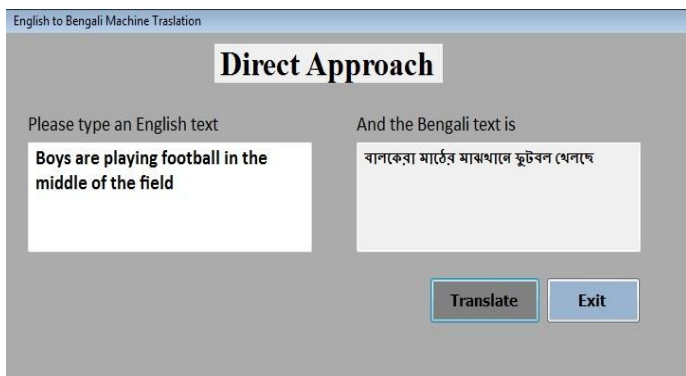 English to Bengali Machine Traslation
Direct Approach
Please type an English text
Boys are playing football in the
middle of the field
And the Bengali text is
বালকেরা মাঠের মাঝখানে ফুটবল খেলছে
Translate
Exit